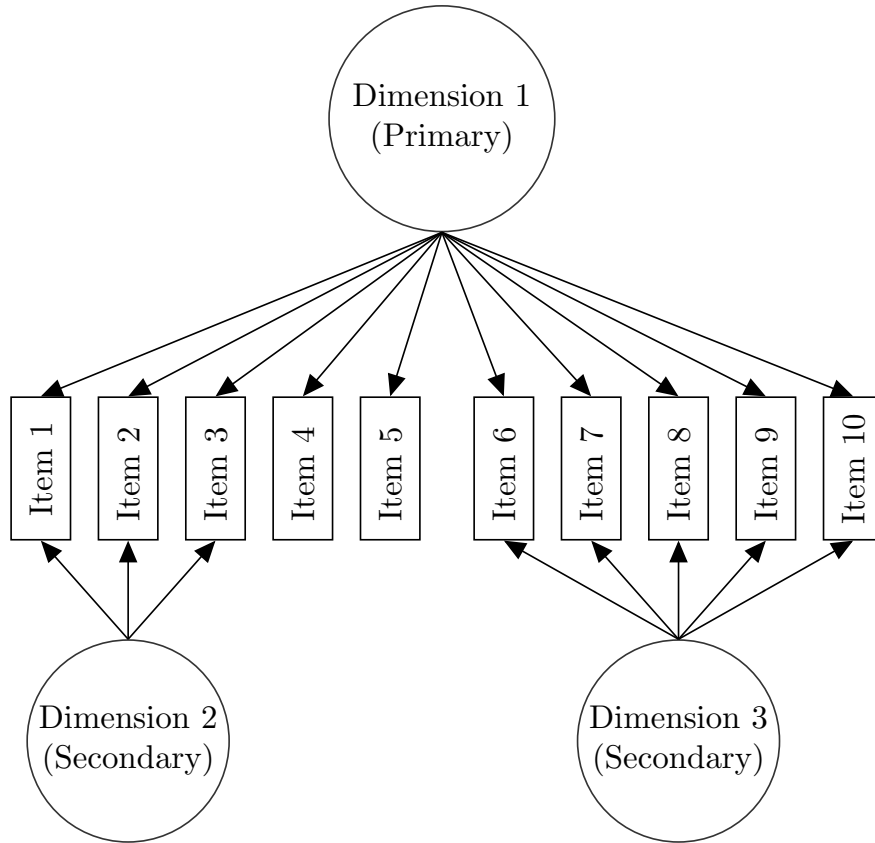 Dimension 1
(Primary)
Item 1
Item 2
Item 3
Item 4
Item 5
Item 6
Item 7
Item 8
Item 9
Item 10
Dimension 2
(Secondary)
Dimension 3
(Secondary)